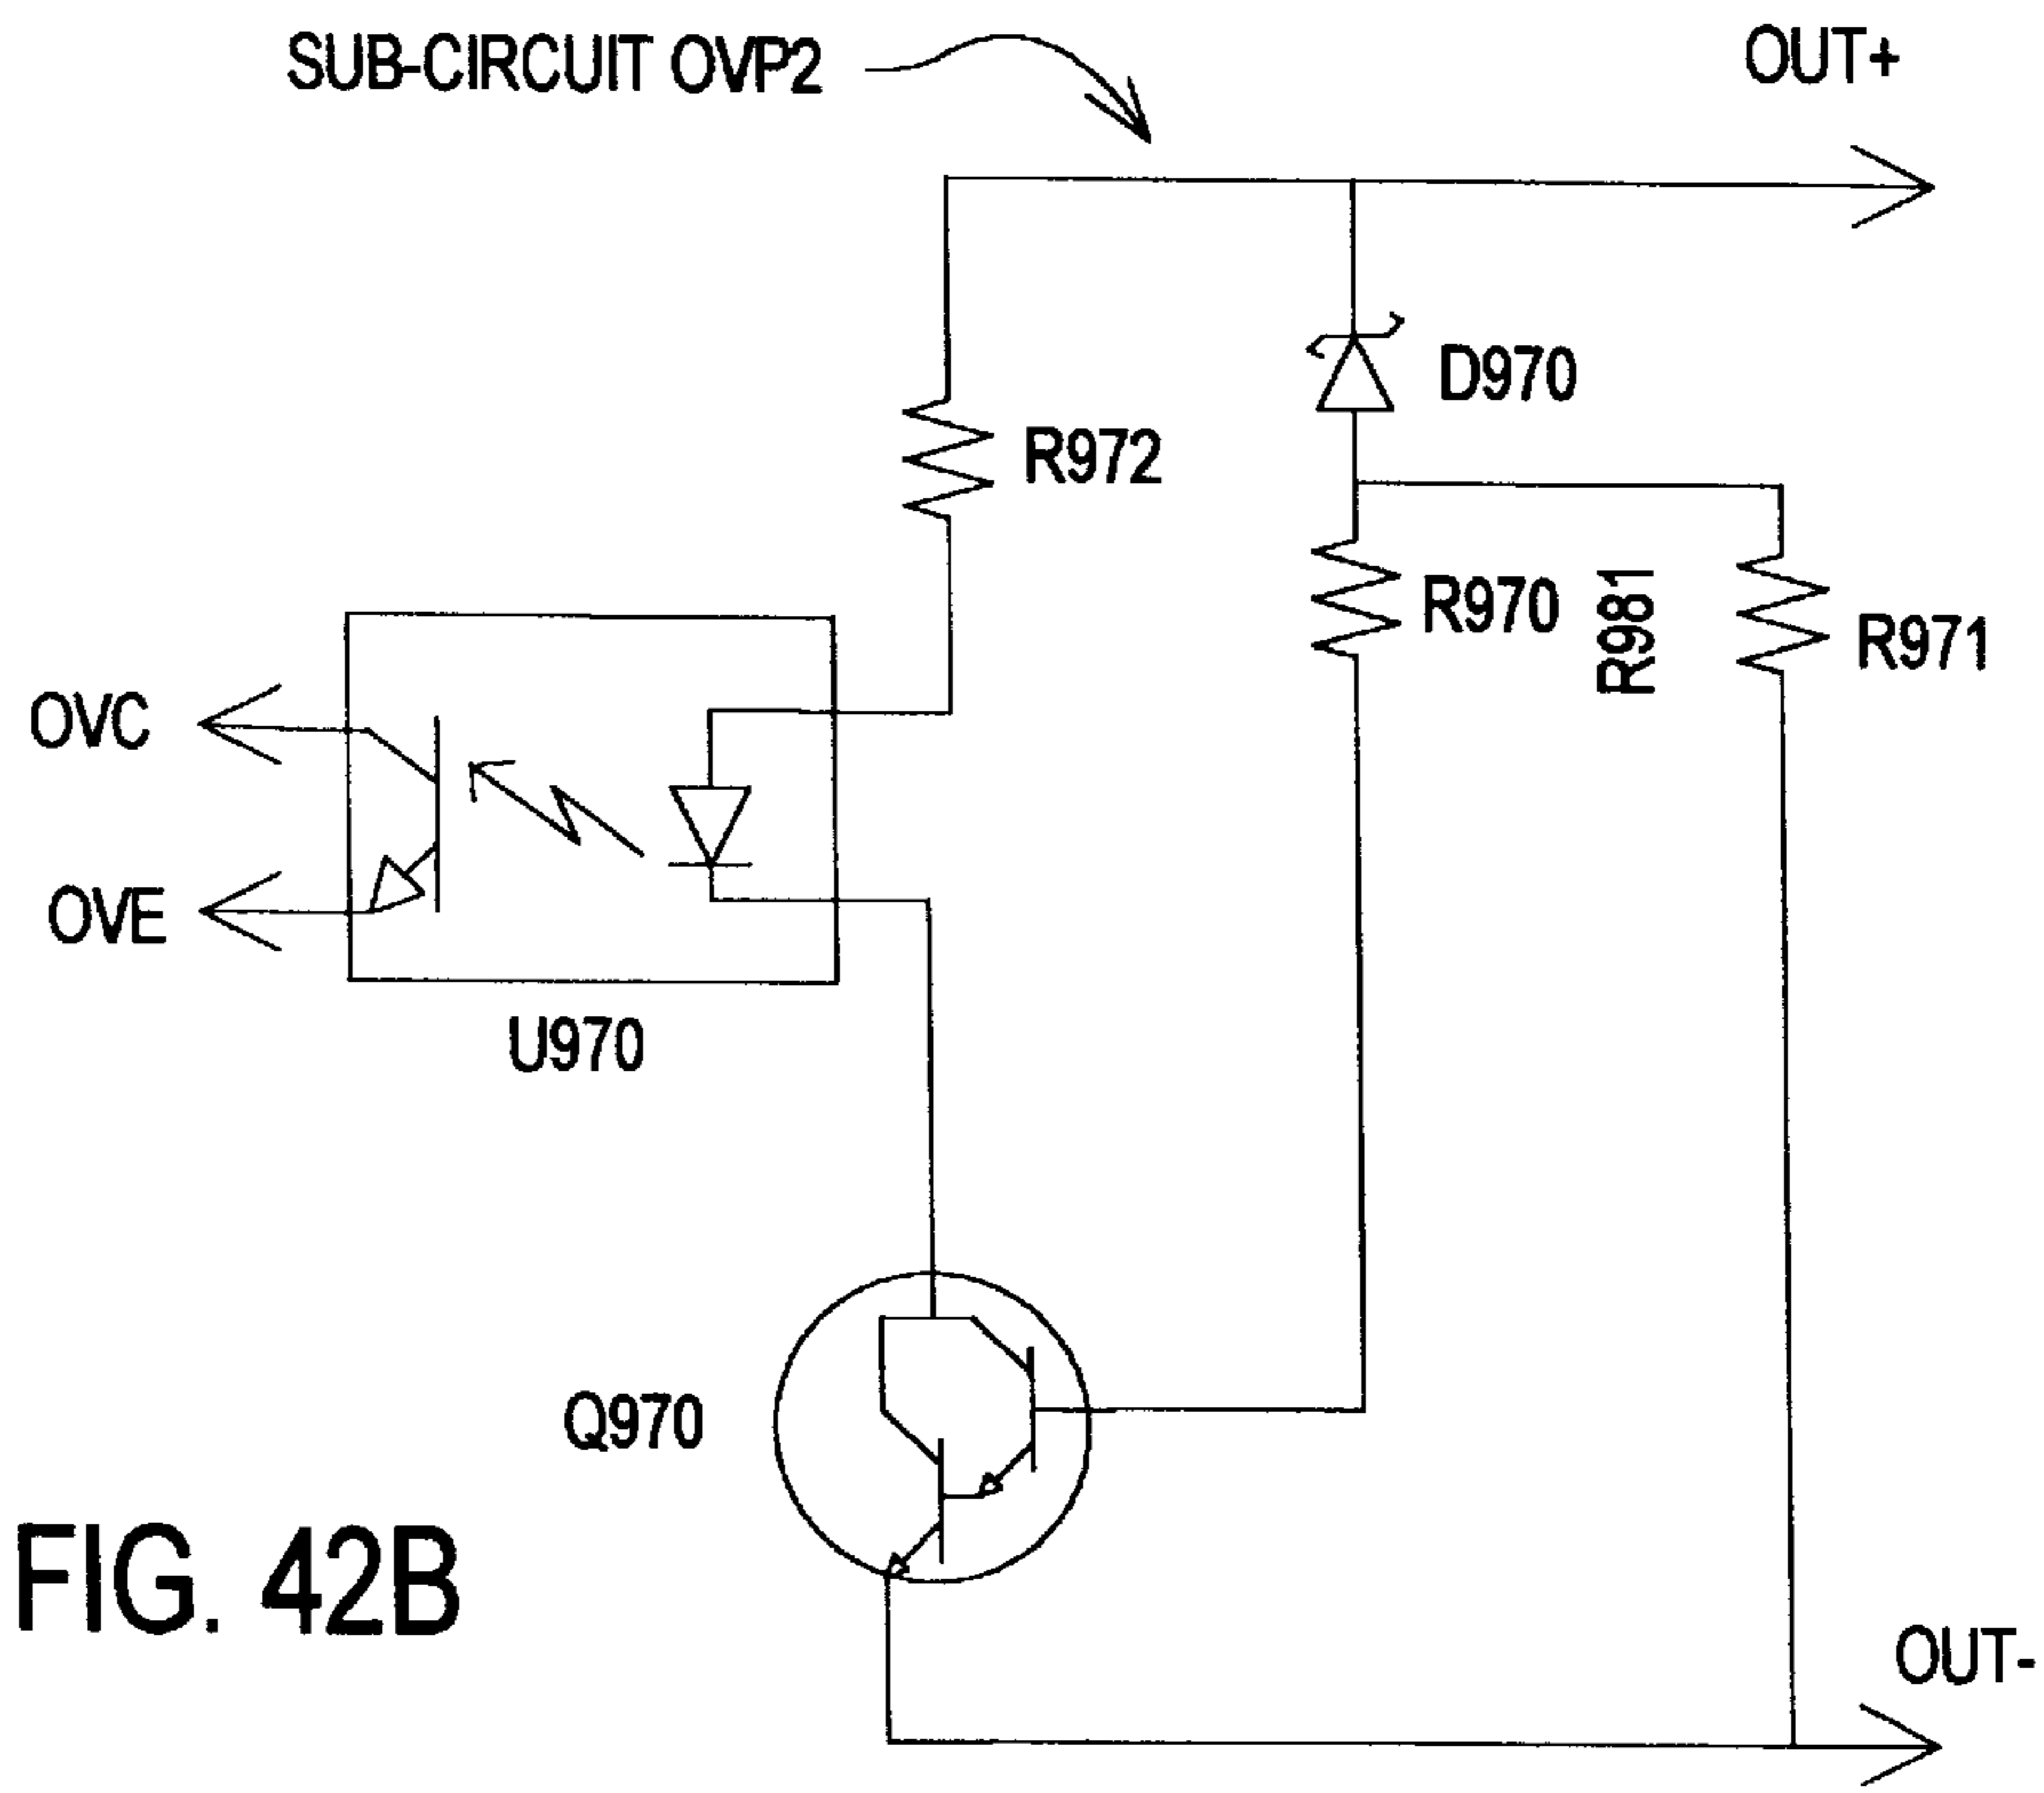 SUB-CIRCUIT OVP2
OUT+
D970
R972
R970
R981
R971
OVC
OVE
U970
Q970
FIG. 42B
OUT-